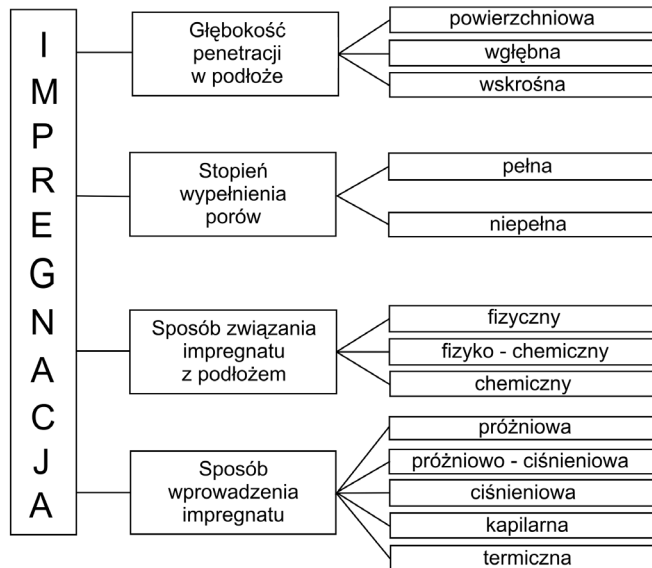 IMPREGNACJA
Głębokość
penetracji
w podłoże
powierzchniowa
wgłębna
wskrośna
Stopień
wypełnienia
porów
pełna
niepełna
Sposób związania
impregnatu
z podłożem
fizyczny
fizyko - chemiczny
chemiczny
Sposób
wprowadzenia
impregnatu
próżniowa
próżniowo - ciśnieniowa
ciśnieniowa
kapilarna
termiczna